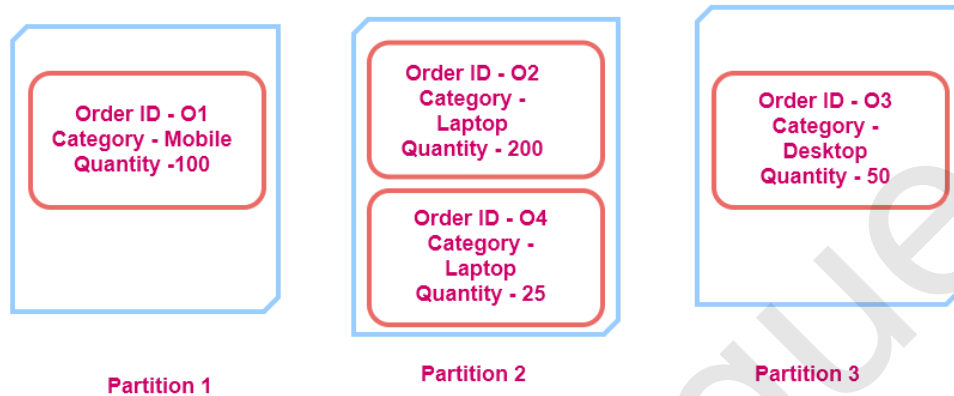 Order ID - O1
Category - Mobile
Quantity -100
Order ID - O2
Category -
Laptop
Quantity - 200
Order ID - O4
Category -
Laptop
Quantity - 25
Order ID - O3
Category -
Desktop
Quantity - 50
Partition 1
Partition 2
Partition 3